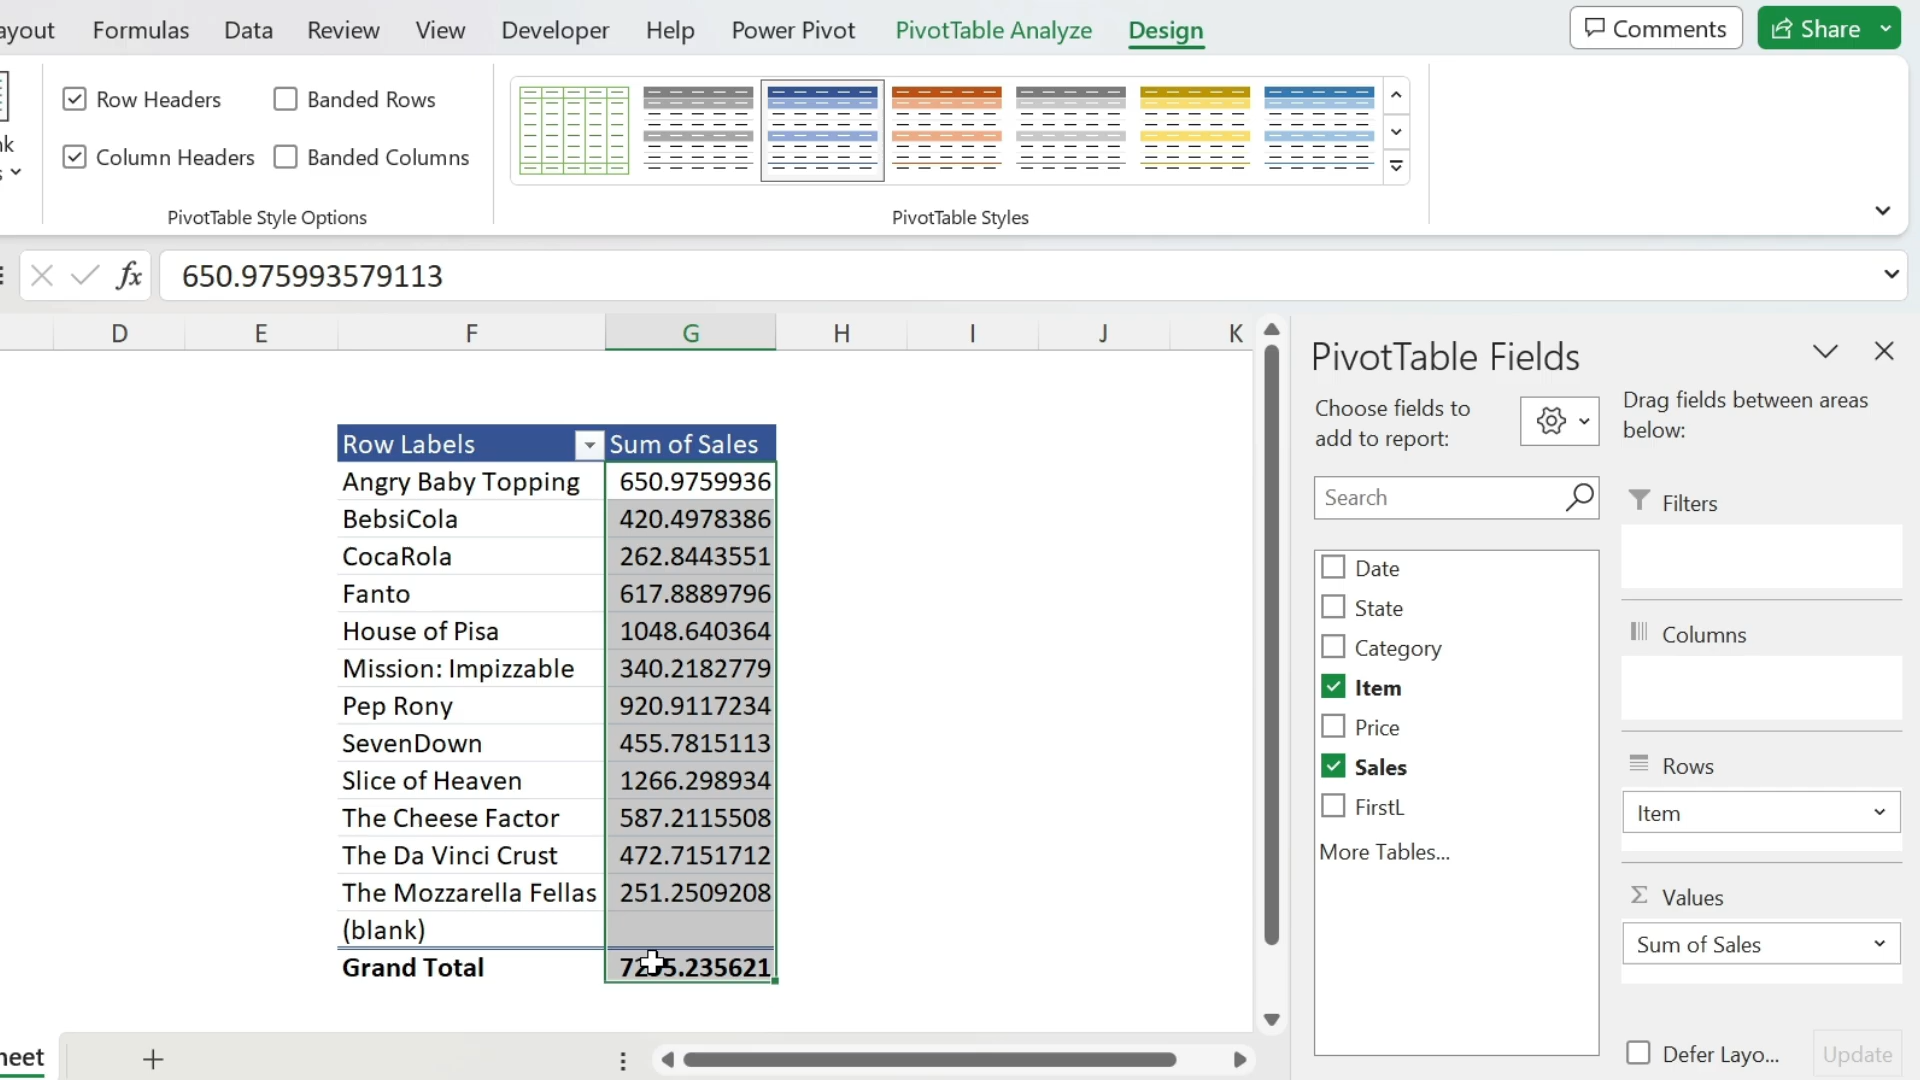 ayout Formulas Data Review View Developer Help Power Pivot PivotTable Analyze Design Comments Share
Row Headers Banded Rows
nk
Column Headers Banded Columns
s
PivotTable Style Options PivotTable Styles
fx 650.975993579113
D E F G H I J K
PivotTable Fields
Choose fields to
add to report:
Drag fields between areas
below:
Search
Date
State
Category
Item
Price
Sales
FirstL
More Tables...
Filters
Columns
Rows
Item
Σ Values
Sum of Sales
Defer Layo... Update
Row Labels Sum of Sales
Angry Baby Topping 650.9759936
BebsiCola 420.4978386
CocaRola 262.8443551
Fanto 617.8889796
House of Pisa 1048.640364
Mission: Impizzable 340.2182779
Pep Rony 920.9117234
SevenDown 455.7815113
Slice of Heaven 1266.298934
The Cheese Factor 587.2115508
The Da Vinci Crust 472.7151712
The Mozzarella Fellas 251.2509208
(blank)
Grand Total
heet